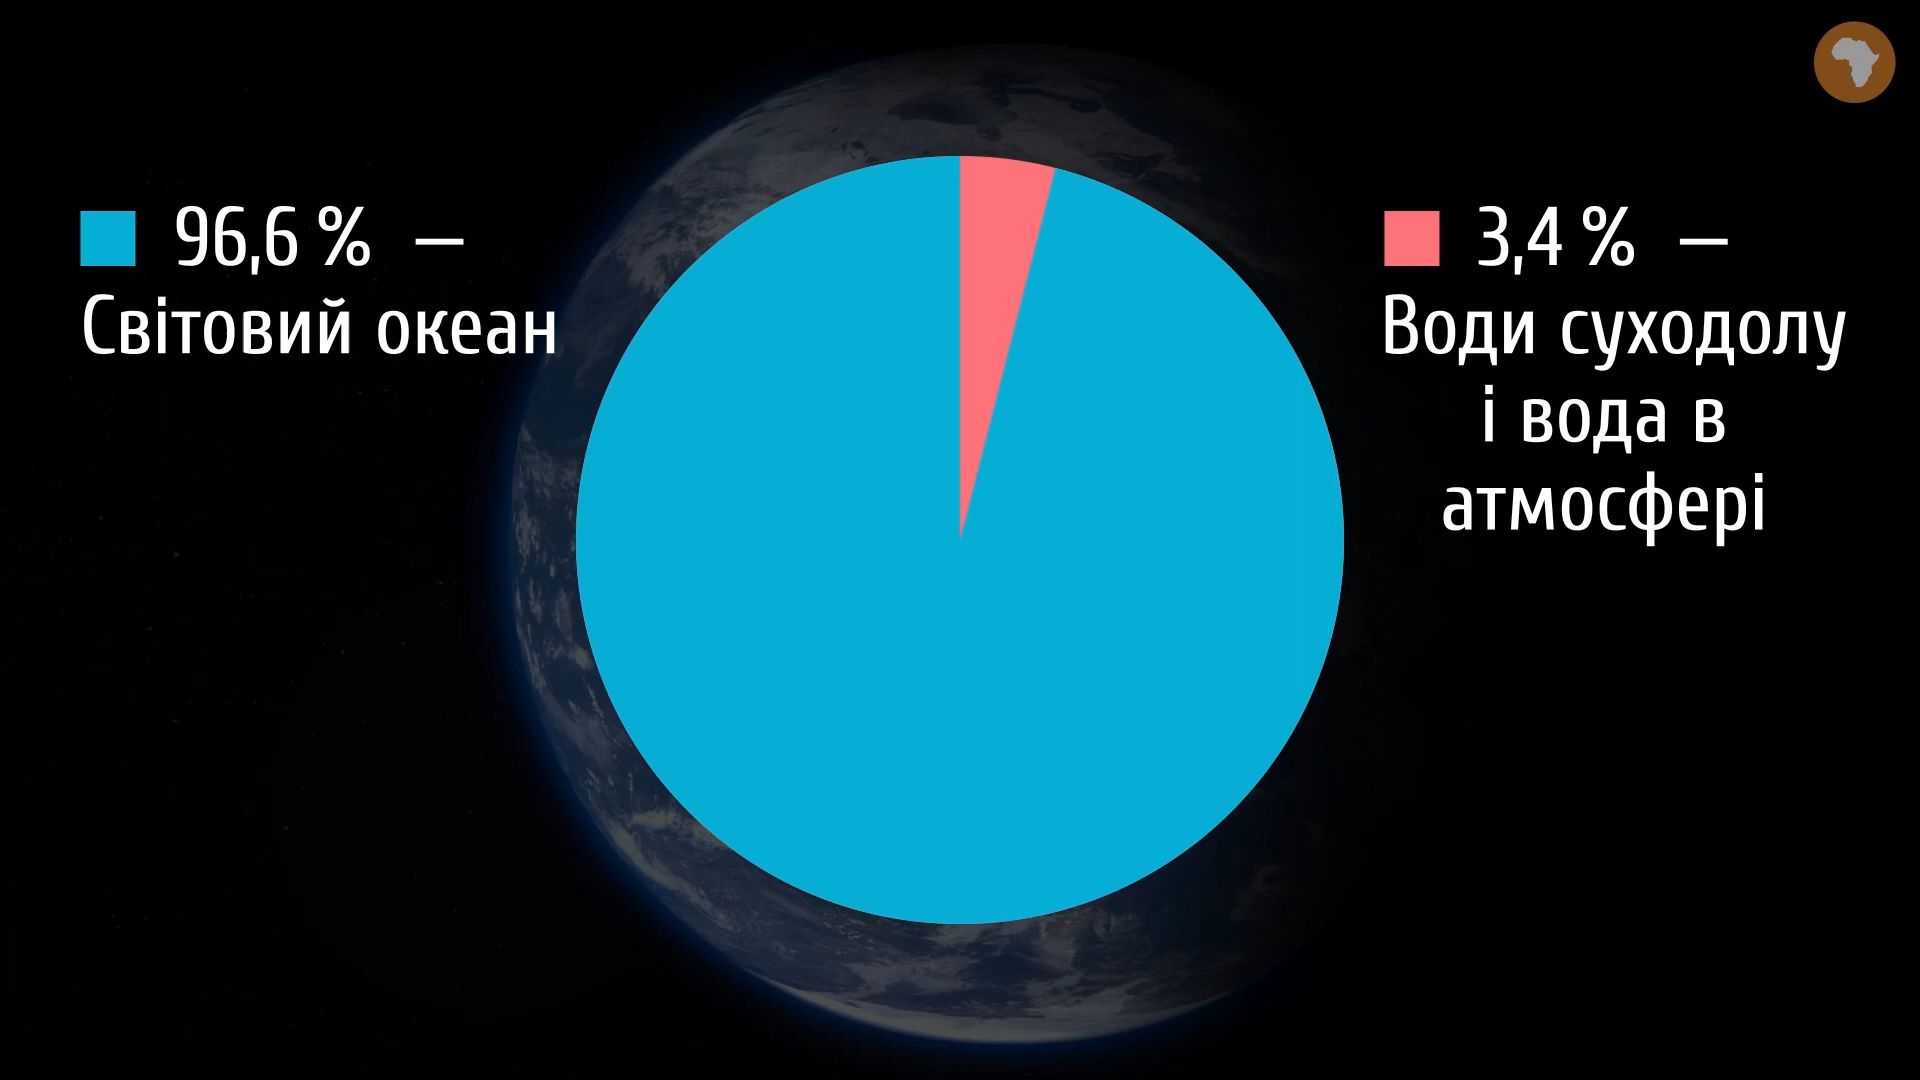 96,6 % —
Світовий океан
3,4 % —
Води суходолу
і вода в
атмосфері